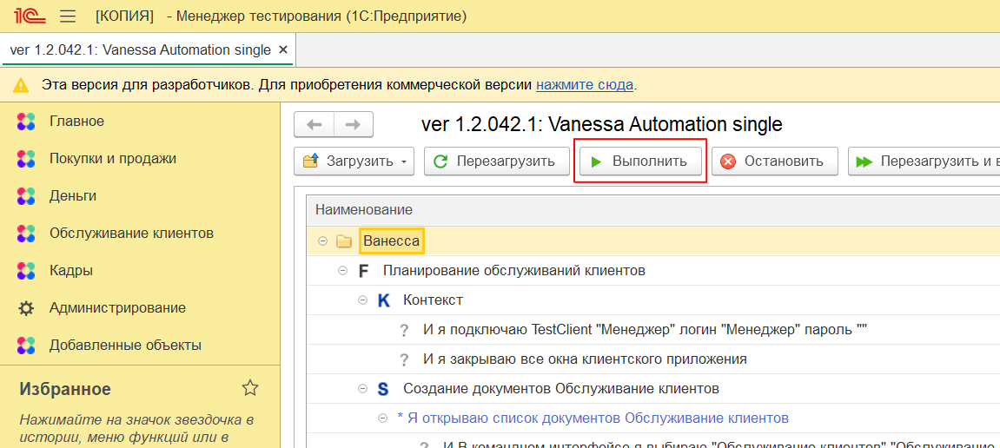 1С [КОПИЯ] - Менеджер тестирования (1С:Предприятие)
ver 1.2.042.1: Vanessa Automation single ×
Эта версия для разработчиков. Для приобретения коммерческой версии нажмите сюда.
Главное
Покупки и продажи
Деньги
Обслуживание клиентов
Кадры
Администрирование
Добавленные объекты
Избранное
Нажимайте на значок звездочка в
истории, меню функций или в
ver 1.2.042.1: Vanessa Automation single
Загрузить Перезагрузить Выполнить Остановить Перезагрузить и в
Наименование
Ванесса
F Планирование обслуживаний клиентов
K Контекст
? И я подключаю TestClient "Менеджер" логин "Менеджер" пароль ""
? И я закрываю все окна клиентского приложения
S Создание документов Обслуживание клиентов
* Я открываю список документов Обслуживание клиентов
? И В командном интерфейсе я выбираю "Обслуживание клиентов" "Обслуживание